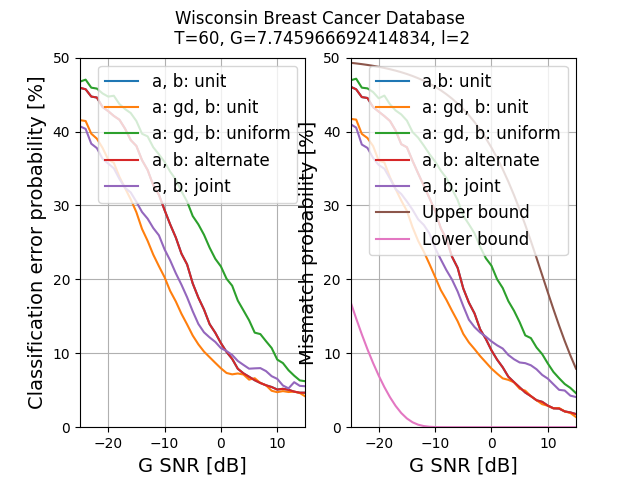 Wisconsin Breast Cancer Database
T=60, G=7.745966692414834, l=2
Classification error probability [%]
50
40
30
20
10
0
−20
−10
0
10
G SNR [dB]
a, b: unit
a: gd, b: unit
a: gd, b: uniform
a, b: alternate
a, b: joint
Mismatch probability [%]
50
40
30
20
10
0
−20
−10
0
10
G SNR [dB]
a,b: unit
a: gd, b: unit
a: gd, b: uniform
a, b: alternate
a, b: joint
Upper bound
Lower bound